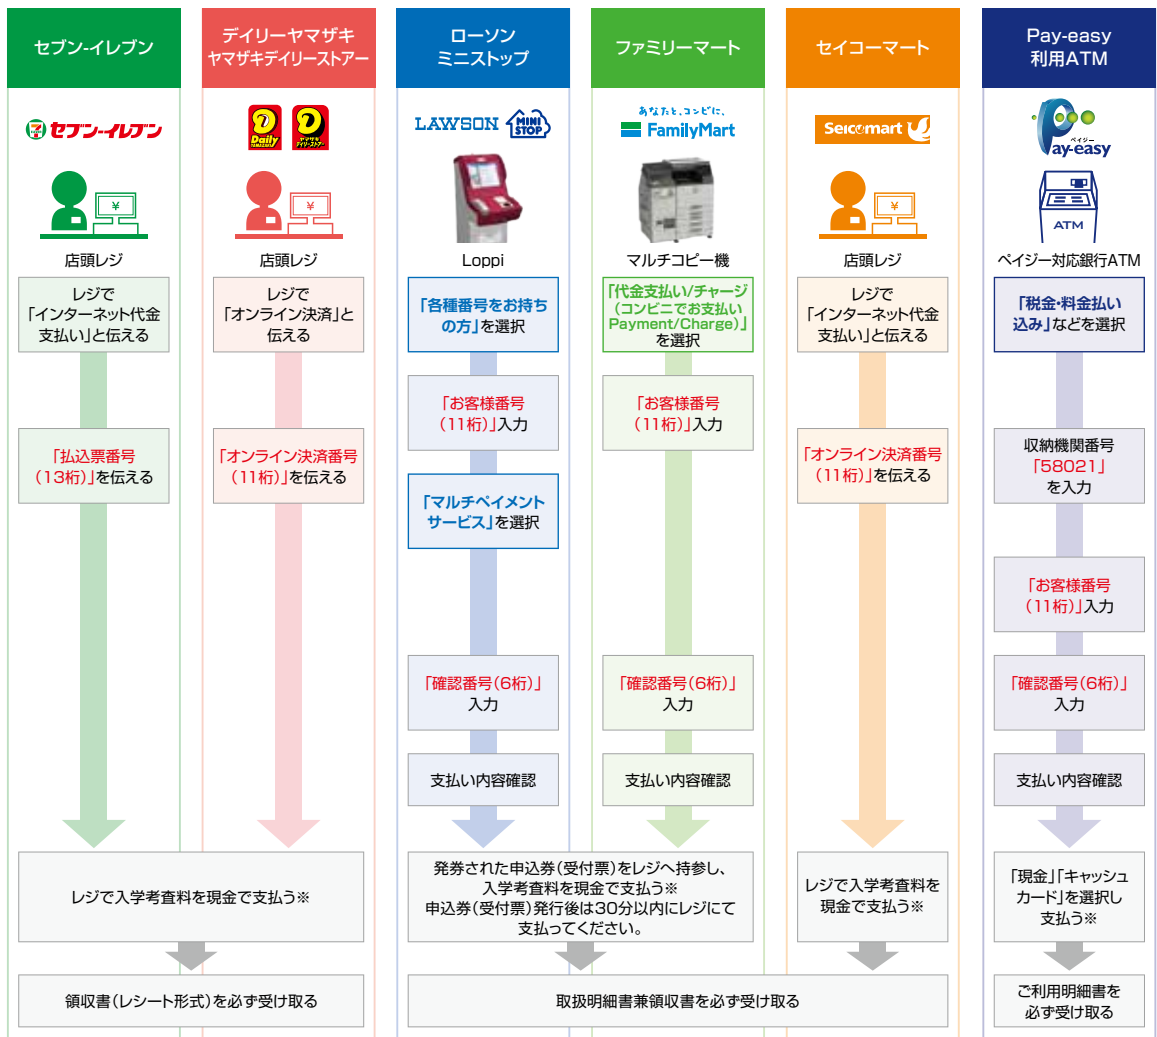 セブン-イレブン
デイリーヤマザキ
ヤマザキデイリーストアー
ローソン
ミニストップ
ファミリーマート
セイコーマート
Pay-easy
利用ATM
セブン-イレブン
Daily
YAMAZAKI
ヤマザキ
デイリーストアー
LAWSON
MINI
STOP
あなたと、コンビに、
FamilyMart
Seicomart
ペイジー
Pay-easy
¥
¥
¥
ATM
店頭レジ
店頭レジ
Loppi
マルチコピー機
店頭レジ
ペイジー対応銀行ATM
レジで
「インターネット代金
支払い」と伝える
レジで
「オンライン決済」と
伝える
「各種番号をお持ち
の方」を選択
「代金支払い/チャージ
(コンビニでお支払い
Payment/Charge)」
を選択
レジで
「インターネット代金
支払い」と伝える
「税金・料金払い
込み」などを選択
「お客様番号
(11桁)」入力
「お客様番号
(11桁)」入力
「払込票番号
(13桁)」を伝える
「オンライン決済番号
(11桁)」を伝える
「オンライン決済番号
(11桁)」を伝える
収納機関番号
「58021」
を入力
「マルチペイメント
サービス」を選択
「お客様番号
(11桁)」入力
「確認番号(6桁)」
入力
「確認番号(6桁)」
入力
「確認番号(6桁)」
入力
支払い内容確認
支払い内容確認
支払い内容確認
レジで入学考査料を現金で支払う※
発券された申込券(受付票)をレジへ持参し、
入学考査料を現金で支払う※
申込券(受付票)発行後は30分以内にレジにて
支払ってください。
レジで入学考査料を
現金で支払う※
「現金」「キャッシュ
カード」を選択し
支払う※
領収書(レシート形式)を必ず受け取る
取扱明細書兼領収書を必ず受け取る
ご利用明細書を
必ず受け取る